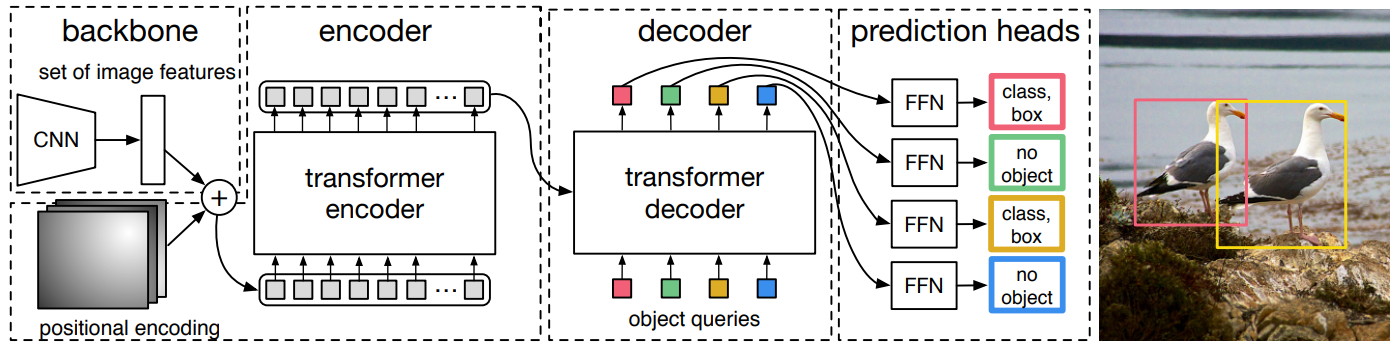 backbone
set of image features
CNN
+
positional encoding
encoder
...
transformer
encoder
...
decoder
transformer
decoder
object queries
prediction heads
FFN
class,
box
FFN
no
object
FFN
class,
box
FFN
no
object